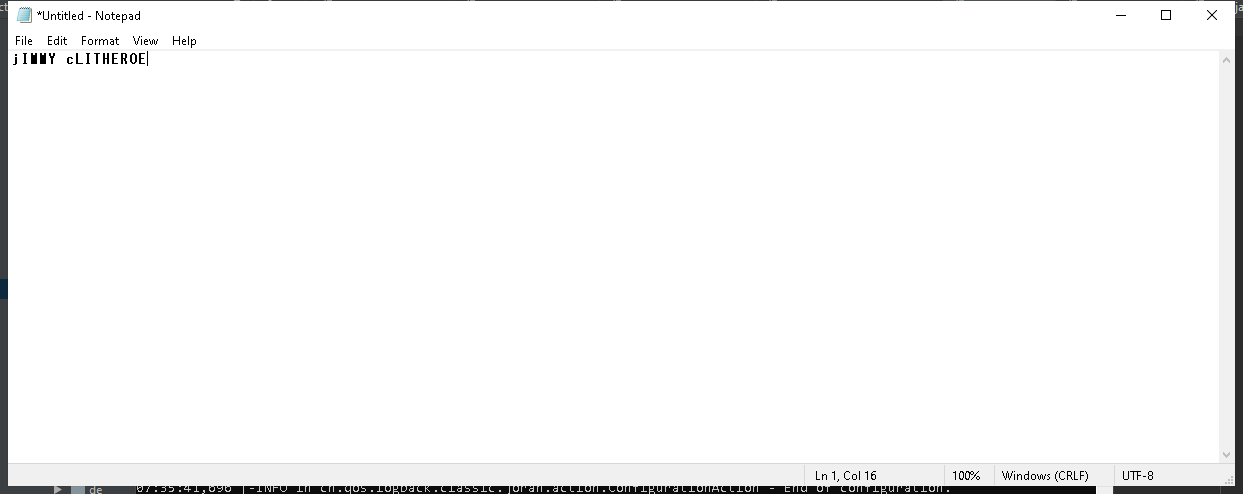 *Untitled - Notepad
File Edit Format View Help
jIMMY cLITHEROE
Ln 1, Col 16 100% Windows (CRLF) UTF-8
de 07:35:41,696 |-INFO in ch.qos.logback.classic.joran.action.ConfigurationAction - End of configuration.